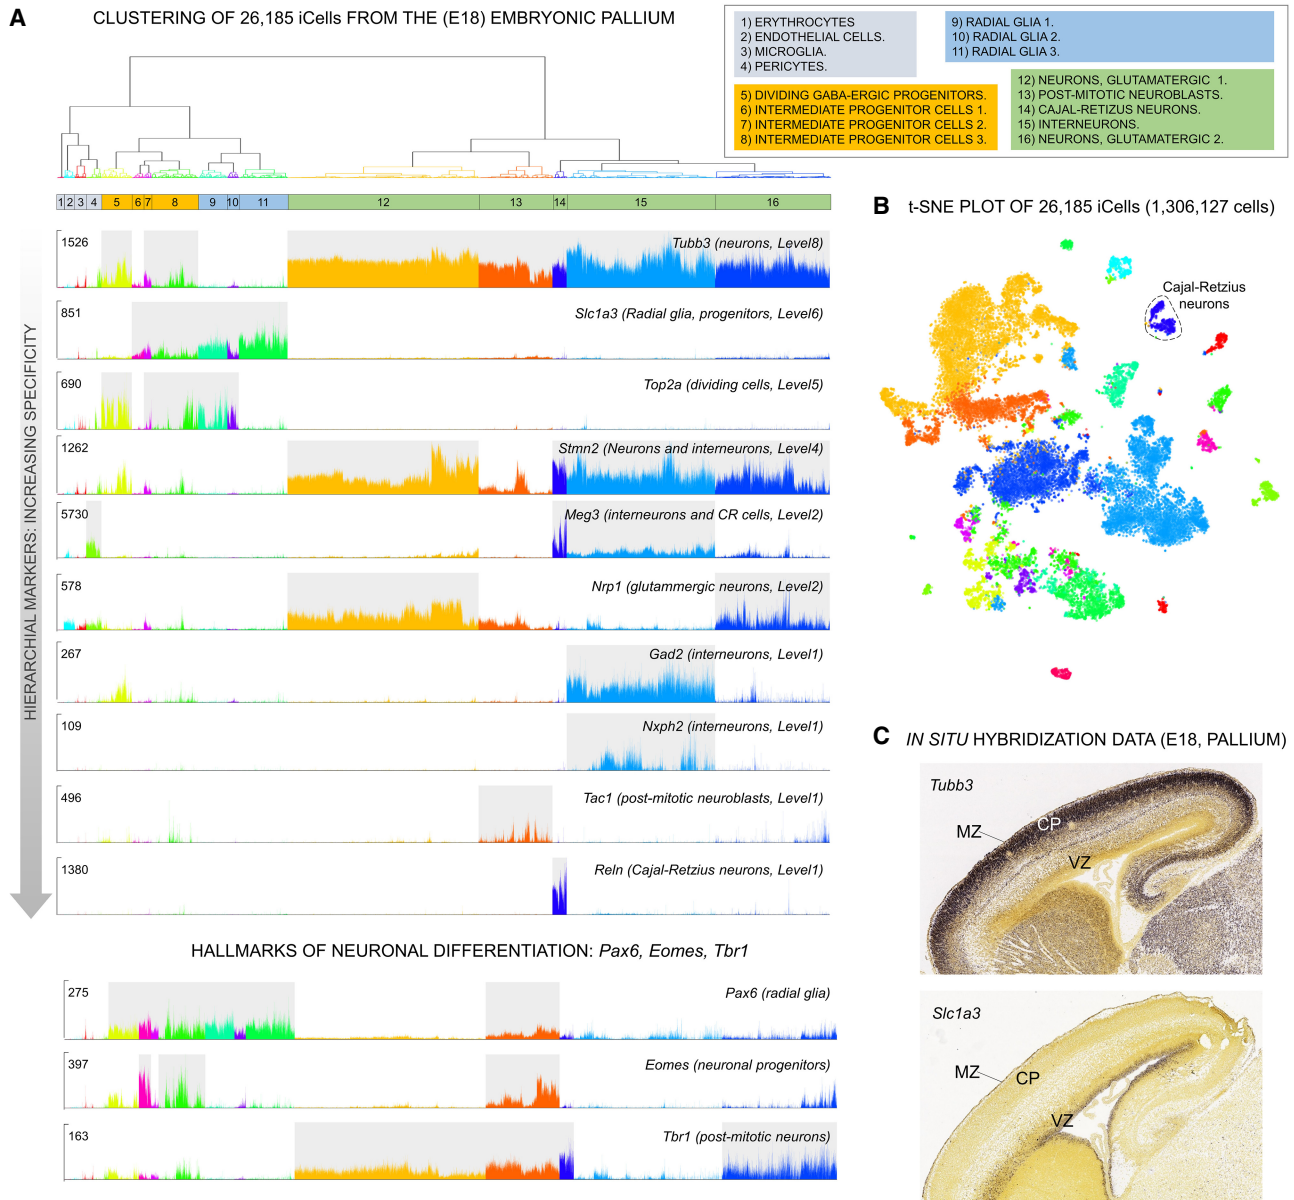 A
CLUSTERING OF 26,185 iCells FROM THE (E18) EMBRYONIC PALLIUM
1) ERYTHROCYTES
2) ENDOTHELIAL CELLS.
3) MICROGLIA.
4) PERICYTES.
5) DIVIDING GABA-ERGIC PROGENITORS.
6) INTERMEDIATE PROGENITOR CELLS 1.
7) INTERMEDIATE PROGENITOR CELLS 2.
8) INTERMEDIATE PROGENITOR CELLS 3.
9) RADIAL GLIA 1.
10) RADIAL GLIA 2.
11) RADIAL GLIA 3.
12) NEURONS, GLUTAMATERGIC 1.
13) POST-MITOTIC NEUROBLASTS.
14) CAJAL-RETIZUS NEURONS.
15) INTERNEURONS.
16) NEURONS, GLUTAMATERGIC 2.
1 2 3 4 5 6 7 8 9 10 11 12 13 14 15 16
HIERARCHIAL MARKERS: INCREASING SPECIFICITY
1526
Tubb3 (neurons, Level8)
851
Slc1a3 (Radial glia, progenitors, Level6)
690
Top2a (dividing cells, Level5)
1262
Stmn2 (Neurons and interneurons, Level4)
5730
Meg3 (interneurons and CR cells, Level2)
578
Nrp1 (glutammergic neurons, Level2)
267
Gad2 (interneurons, Level1)
109
Nxph2 (interneurons, Level1)
496
Tac1 (post-mitotic neuroblasts, Level1)
1380
Reln (Cajal-Retzius neurons, Level1)
HALLMARKS OF NEURONAL DIFFERENTIATION: Pax6, Eomes, Tbr1
275
Pax6 (radial glia)
397
Eomes (neuronal progenitors)
163
Tbr1 (post-mitotic neurons)
B
t-SNE PLOT OF 26,185 iCells (1,306,127 cells)
Cajal-Retzius
neurons
C
IN SITU HYBRIDIZATION DATA (E18, PALLIUM)
Tubb3
MZ
CP
VZ
Slc1a3
MZ
CP
VZ